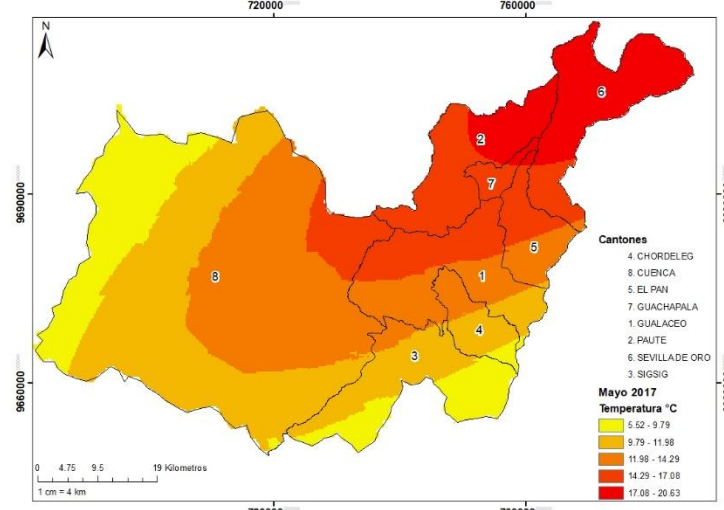 720000
760000
N
6
2
7
9690000
5
8
1
4
3
9660000
Cantones
4. CHORDELEG
8. CUENCA
5. EL PAN
7. GUACHAPALA
1. GUALACEO
2. PAUTE
6. SEVILLA DE ORO
3. SIGSIG
Mayo 2017
Temperatura °C
5.52 - 9.79
9.79 - 11.98
11.98 - 14.29
14.29 - 17.08
17.08 - 20.63
0 4.75 9.5 19 Kilometros
1 cm = 4 km